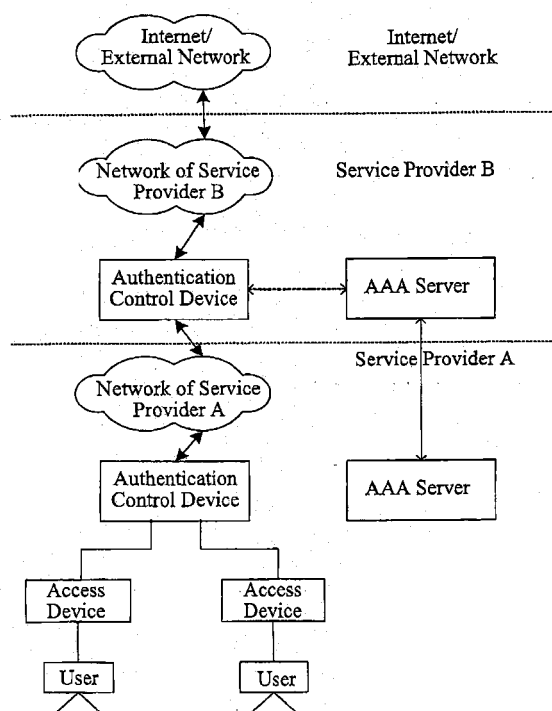 Internet/
External Network
Internet/
External Network
Network of Service
Provider B
Service Provider B
Authentication
Control Device
AAA Server
Service Provider A
Network of Service
Provider A
Authentication
Control Device
AAA Server
Access
Device
Access
Device
User
User